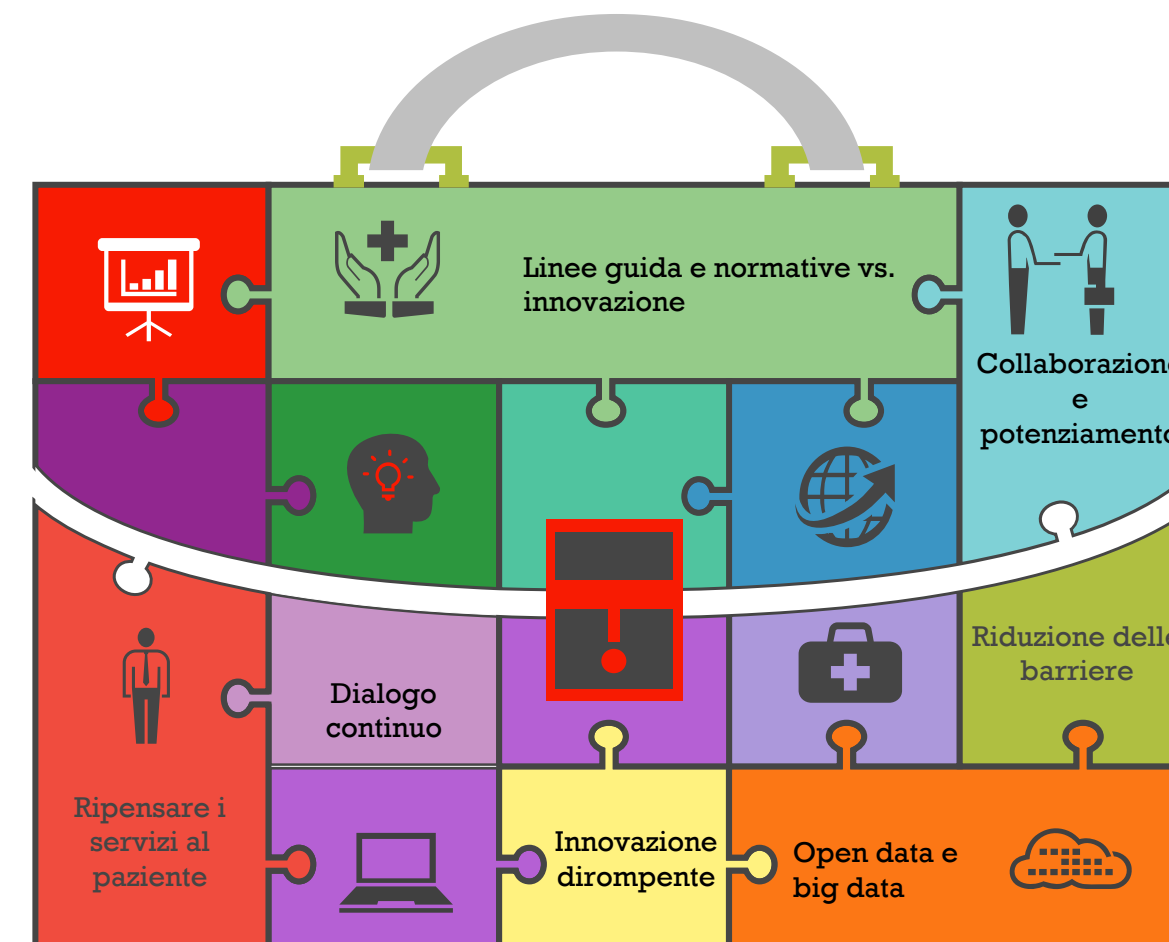 Linee guida e normative vs.
innovazione
Collaborazione
e
potenziamento
Dialogo
continuo
Riduzione delle
barriere
Ripensare i
servizi al
paziente
Innovazione
dirompente
Open data e
big data